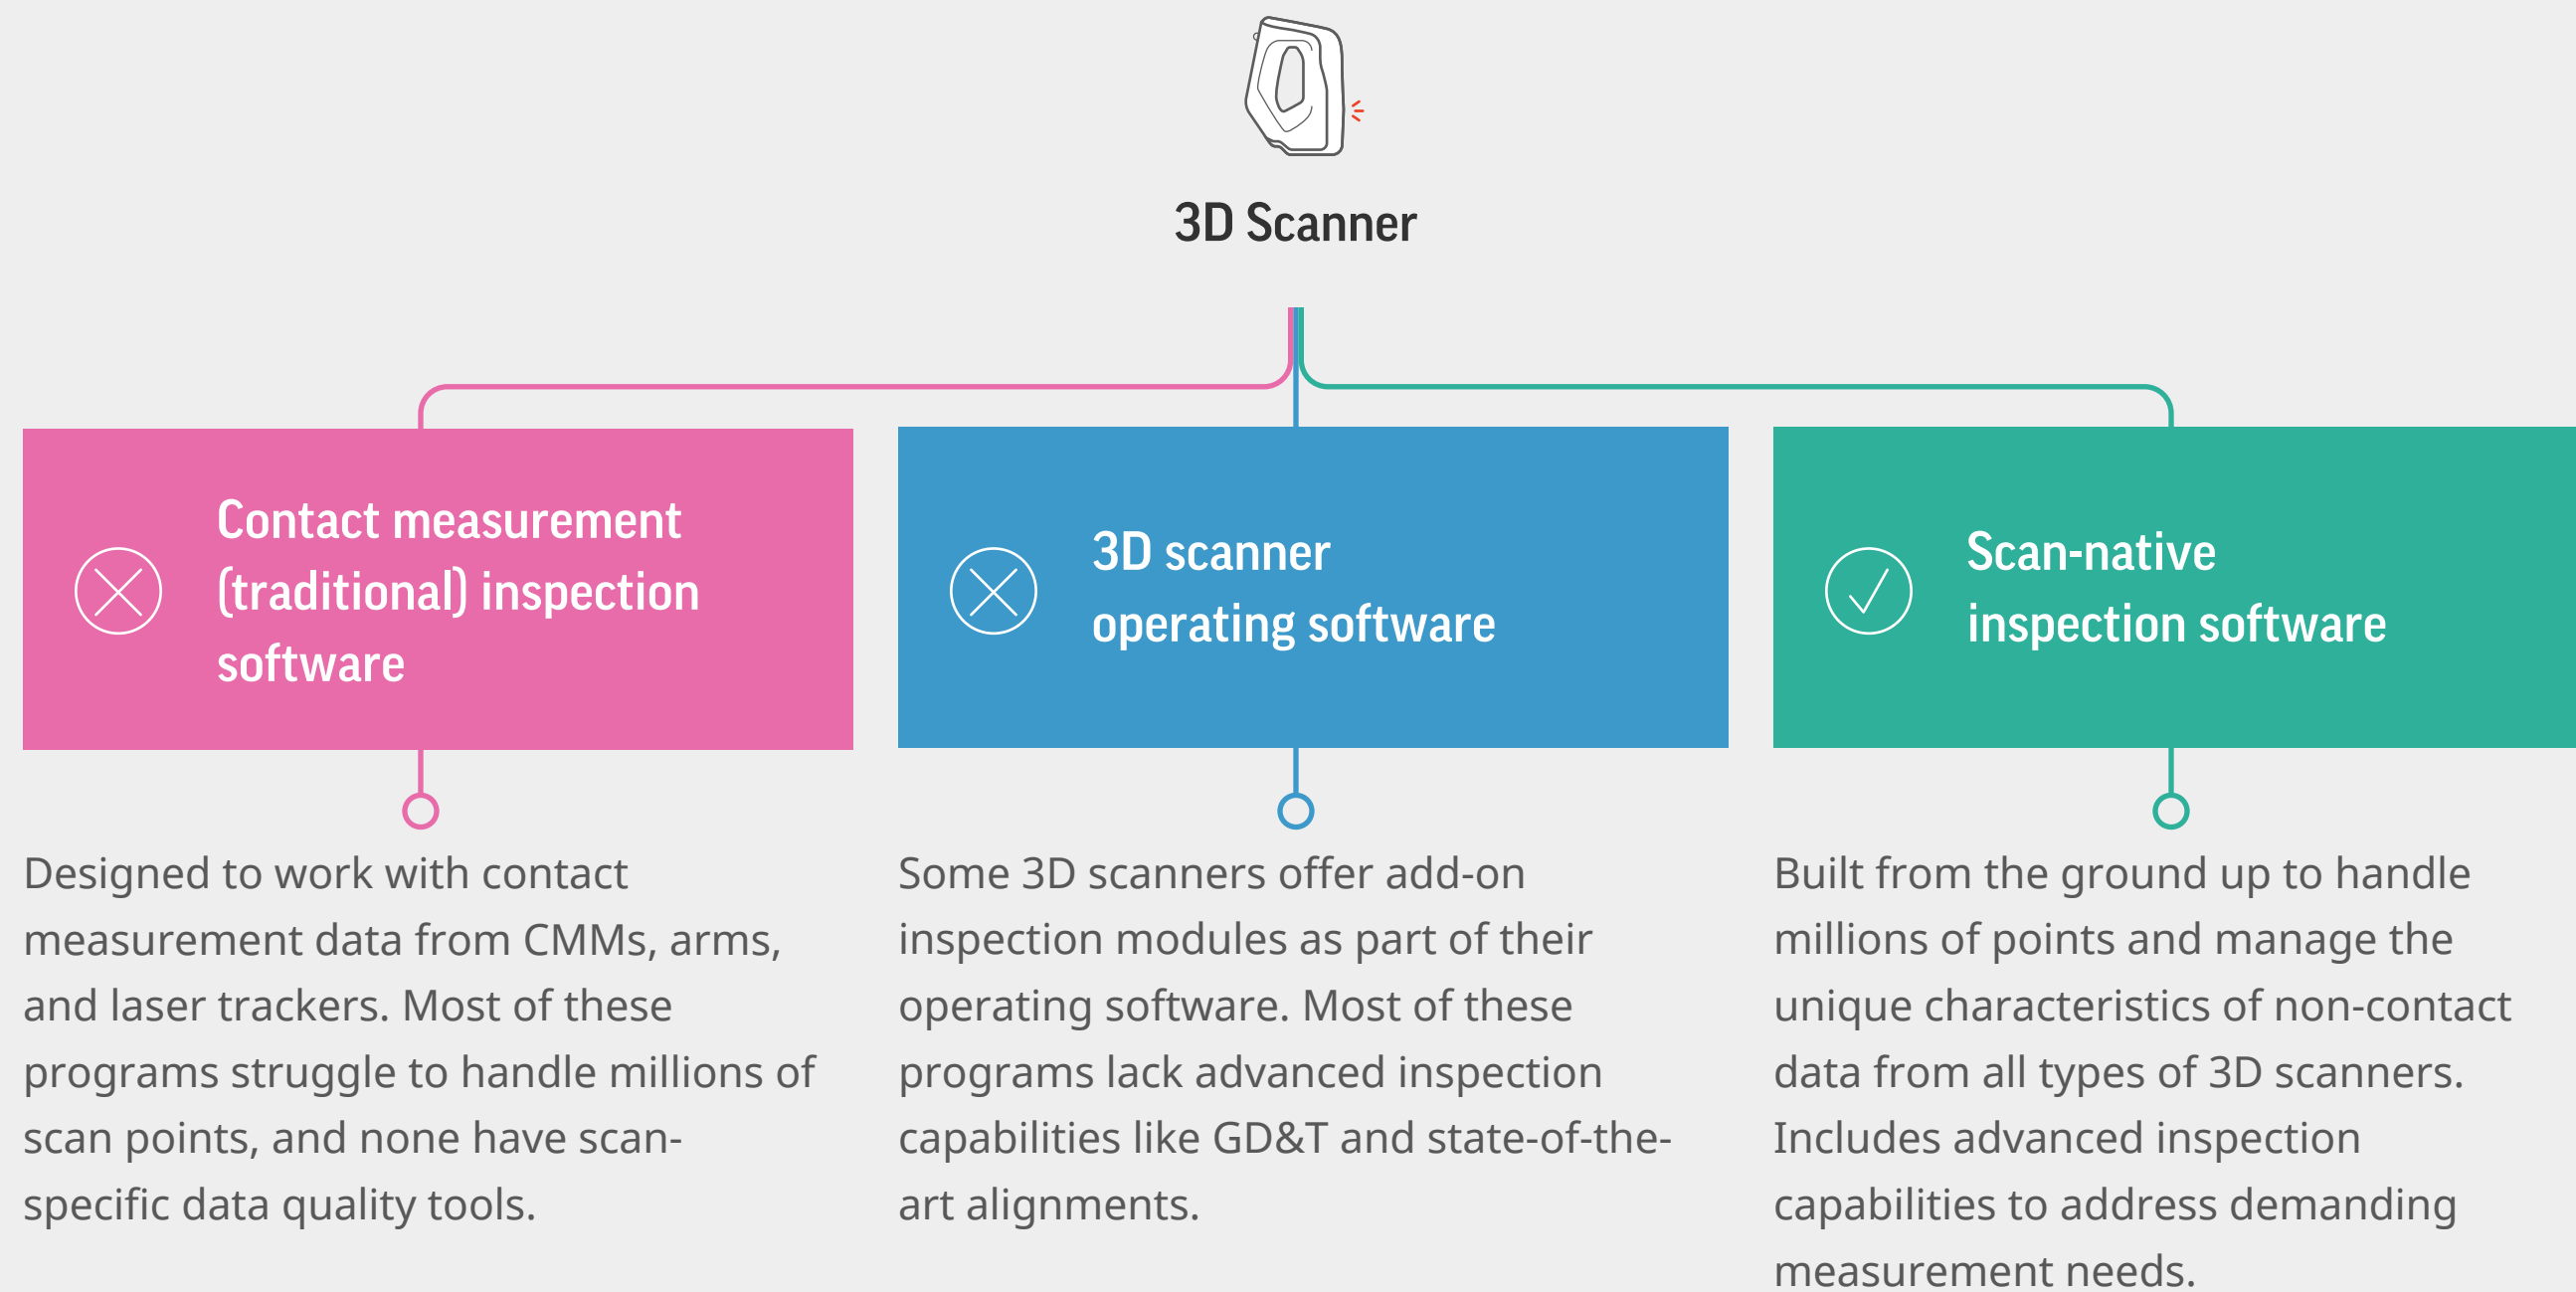 3D Scanner
Contact measurement
(traditional) inspection
software
3D scanner
operating software
Scan-native
inspection software
Designed to work with contact
measurement data from CMMs, arms,
and laser trackers. Most of these
programs struggle to handle millions of
scan points, and none have scan-
specific data quality tools.
Some 3D scanners offer add-on
inspection modules as part of their
operating software. Most of these
programs lack advanced inspection
capabilities like GD&T and state-of-the-
art alignments.
Built from the ground up to handle
millions of points and manage the
unique characteristics of non-contact
data from all types of 3D scanners.
Includes advanced inspection
capabilities to address demanding
measurement needs.